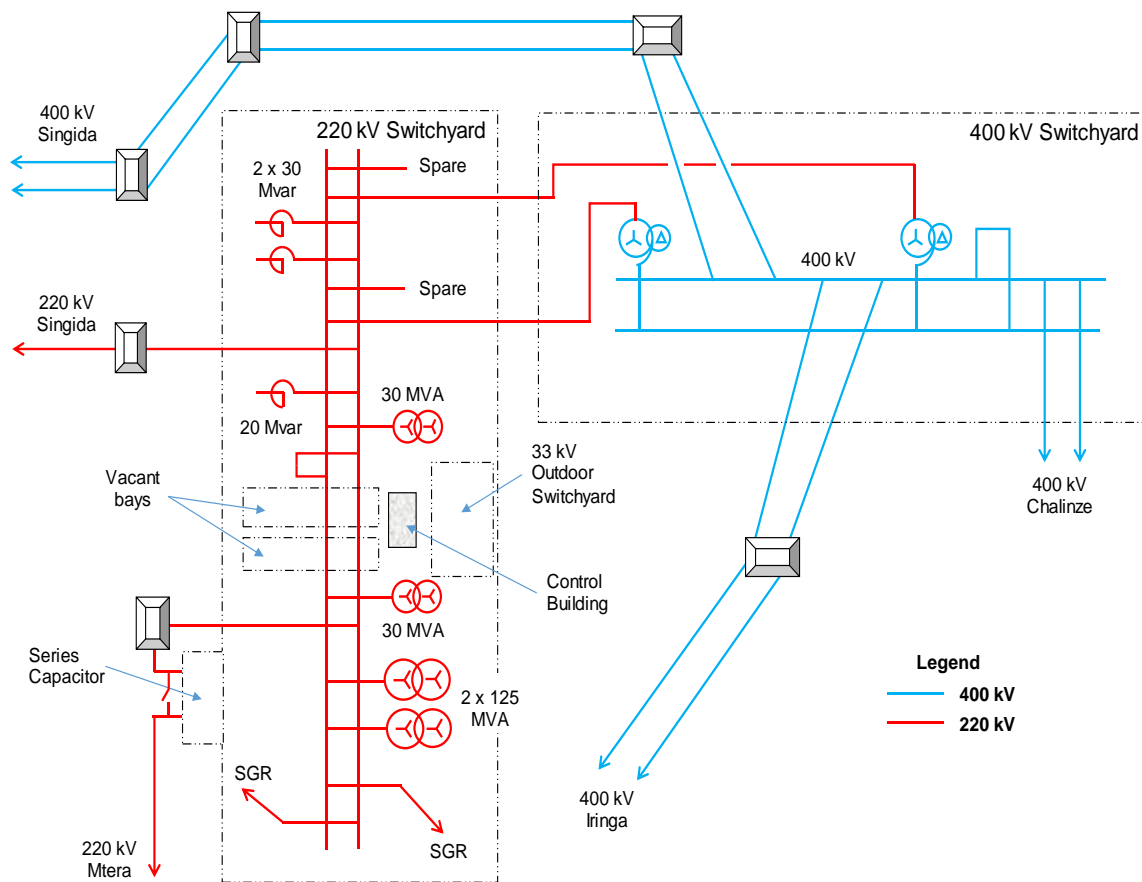 400 kV
Singida
220 kV Switchyard
400 kV Switchyard
2 x 30
Mvar
Spare
400 kV
Spare
220 kV
Singida
20 Mvar
30 MVA
33 kV
Outdoor
Switchyard
Vacant
bays
400 kV
Chalinze
Control
Building
30 MVA
Series
Capacitor
2 x 125
MVA
Legend
400 kV
220 kV
SGR
SGR
400 kV
Iringa
220 kV
Mtera